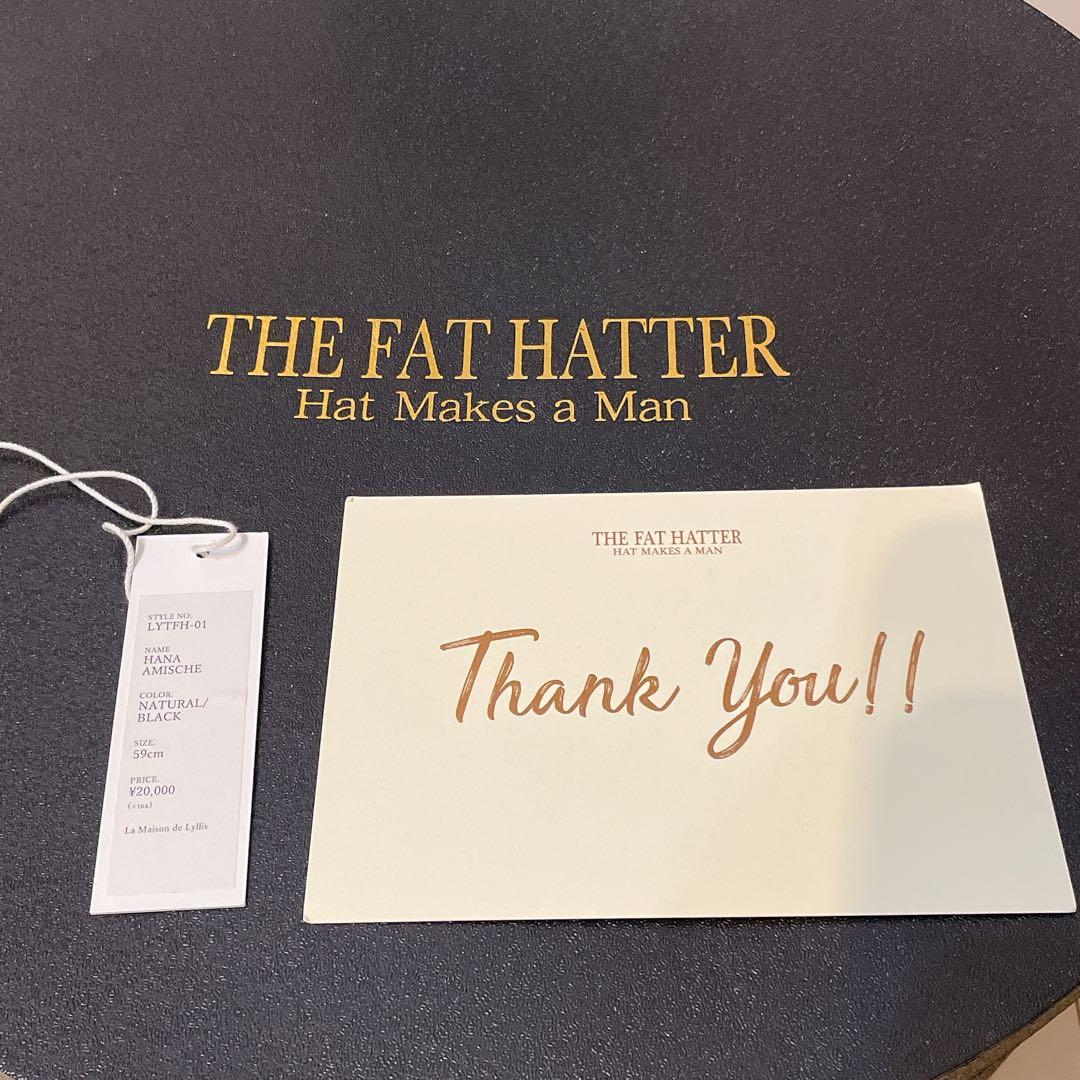 THE FAT HATTER
Hat Makes a Man
STYLE NO.
LYTFH-01
NAME
HANA
AMISCHE
COLOR.
NATURAL/
BLACK
SIZE.
59cm
PRICE.
¥20,000
(+tax)
La Maison de Lyllis
THE FAT HATTER
HAT MAKES A MAN
Thank You!!